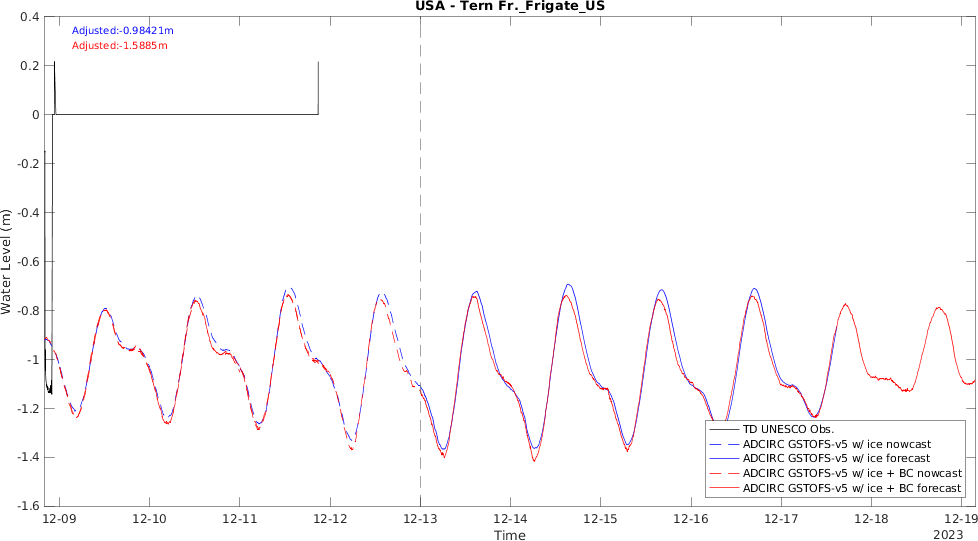 USA - Tern Fr._Frigate_US
Adjusted:-0.98421m
Adjusted:-1.5885m
0.4
0.2
0
-0.2
-0.4
-0.6
-0.8
-1
-1.2
-1.4
-1.6
Water Level (m)
TD UNESCO Obs.
ADCIRC GSTOFS-v5 w/ ice nowcast
ADCIRC GSTOFS-v5 w/ ice forecast
ADCIRC GSTOFS-v5 w/ ice + BC nowcast
ADCIRC GSTOFS-v5 w/ ice + BC forecast
12-09 12-10 12-11 12-12 12-13 12-14 12-15 12-16 12-17 12-18 12-19
Time
2023